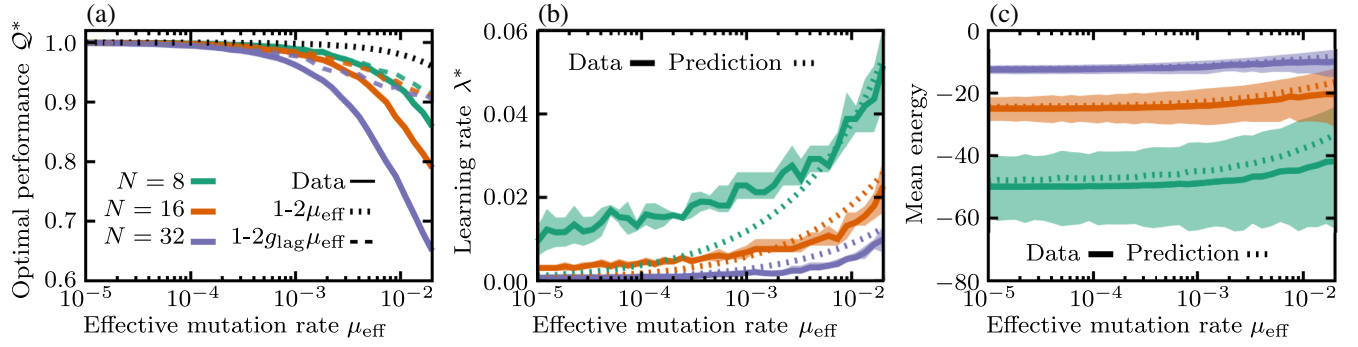 (a)
Optimal performance 𝒬*
1.0
0.9
0.8
0.7
0.6
N = 8
N = 16
N = 32
Data
1-2μ_eff
1-2g_lagμ_eff
10⁻⁵
10⁻⁴
10⁻³
10⁻²
Effective mutation rate μ_eff
(b)
Learning rate λ*
0.06
0.04
0.02
0.00
Data
Prediction
10⁻⁵
10⁻⁴
10⁻³
10⁻²
Effective mutation rate μ_eff
(c)
Mean energy
0
−20
−40
−60
−80
Data
Prediction
10⁻⁵
10⁻⁴
10⁻³
10⁻²
Effective mutation rate μ_eff